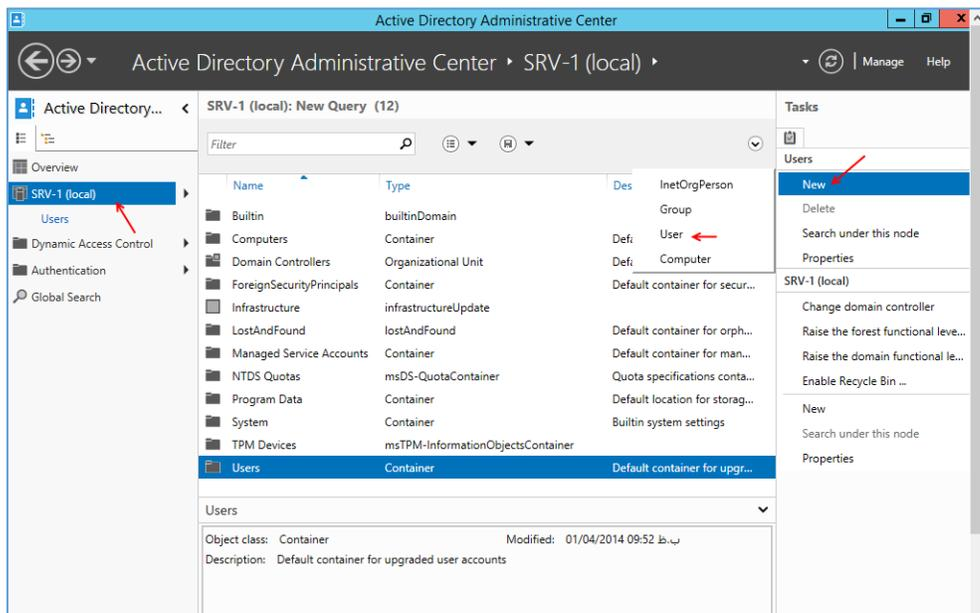 Active Directory Administrative Center
Active Directory Administrative Center ‣ SRV-1 (local) ‣
Manage
Help
Active Directory...
Overview
SRV-1 (local)
Users
Dynamic Access Control
Authentication
Global Search
SRV-1 (local): New Query (12)
Filter
Name Type Des
Builtin builtinDomain
Computers Container Defa
Domain Controllers Organizational Unit Defa
ForeignSecurityPrincipals Container Default container for secur...
Infrastructure infrastructureUpdate
LostAndFound lostAndFound Default container for orph...
Managed Service Accounts Container Default container for man...
NTDS Quotas msDS-QuotaContainer Quota specifications conta...
Program Data Container Default location for storag...
System Container Builtin system settings
TPM Devices msTPM-InformationObjectsContainer
Users Container Default container for upgr...
InetOrgPerson
Group
User
Computer
Users
Object class: Container Modified: 01/04/2014 09:52 ب.ظ
Description: Default container for upgraded user accounts
Tasks
Users
New
Delete
Search under this node
Properties
SRV-1 (local)
Change domain controller
Raise the forest functional leve...
Raise the domain functional le...
Enable Recycle Bin ...
New
Search under this node
Properties